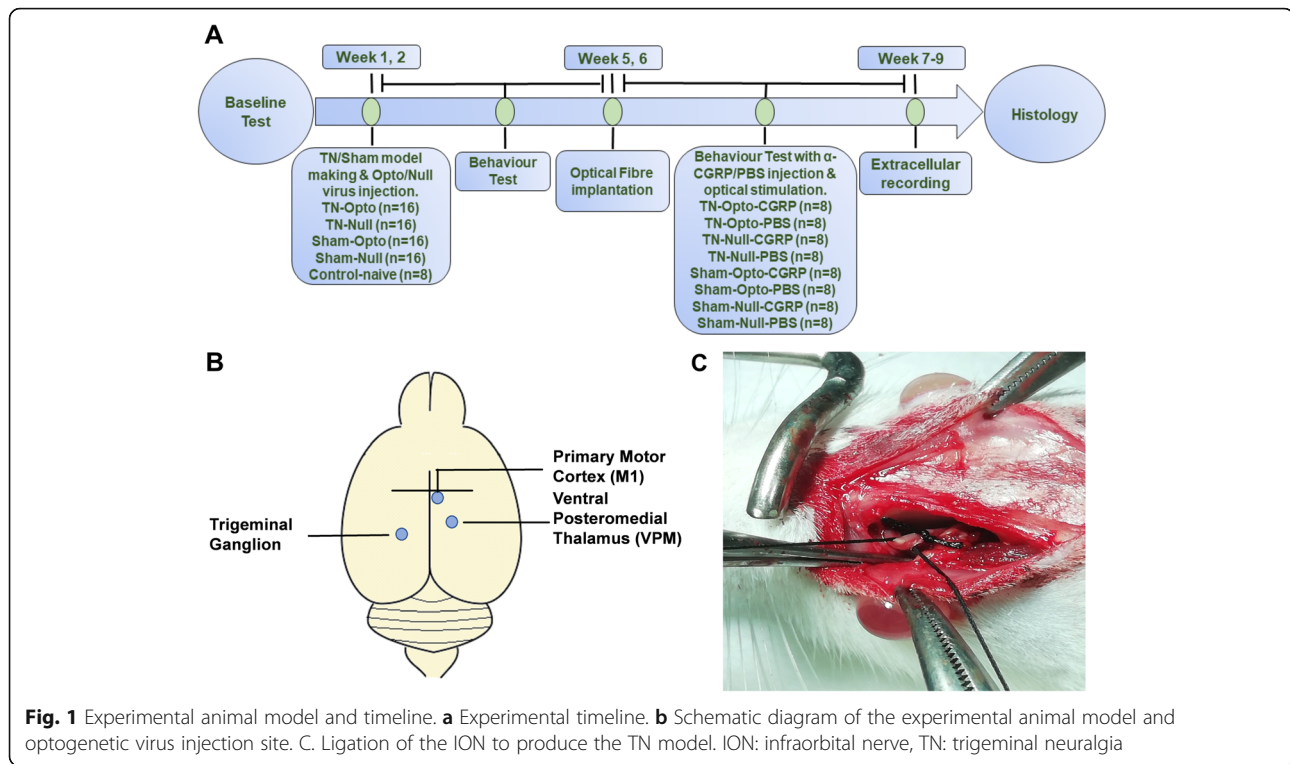 A
Week 1, 2
Week 5, 6
Week 7-9
Baseline
Test
Histology
TN/Sham model
making & Opto/Null
virus injection.
TN-Opto (n=16)
TN-Null (n=16)
Sham-Opto (n=16)
Sham-Null (n=16)
Control-naive (n=8)
Behaviour
Test
Optical Fibre
implantation
Behaviour Test with α-
CGRP/PBS injection &
optical stimulation.
TN-Opto-CGRP (n=8)
TN-Opto-PBS (n=8)
TN-Null-CGRP (n=8)
TN-Null-PBS (n=8)
Sham-Opto-CGRP (n=8)
Sham-Opto-PBS (n=8)
Sham-Null-CGRP (n=8)
Sham-Null-PBS (n=8)
Extracellular
recording
B
Primary Motor
Cortex (M1)
Ventral
Posteromedial
Thalamus (VPM)
Trigeminal
Ganglion
C
Fig. 1 Experimental animal model and timeline. a Experimental timeline. b Schematic diagram of the experimental animal model and
optogenetic virus injection site. C. Ligation of the ION to produce the TN model. ION: infraorbital nerve, TN: trigeminal neuralgia